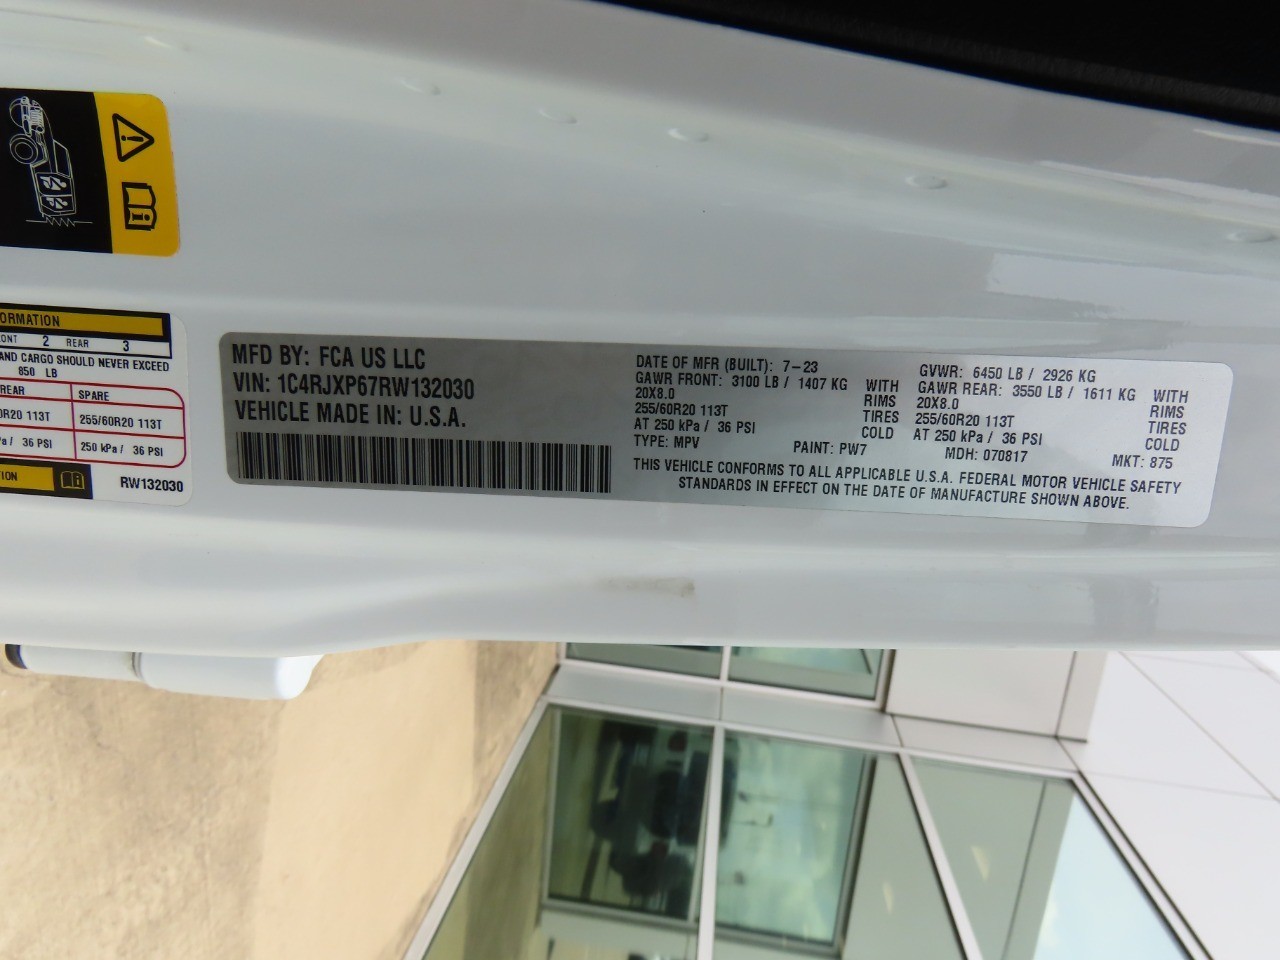 ORMATION
ONT 2 REAR 3
AND CARGO SHOULD NEVER EXCEED
850 LB
REAR SPARE
0R20 113T 255/60R20 113T
Pa / 36 PSI 250 kPa / 36 PSI
TION
RW132030
MFD BY: FCA US LLC
VIN: 1C4RJXP67RW132030
VEHICLE MADE IN: U.S.A.
DATE OF MFR (BUILT): 7-23
GAWR FRONT: 3100 LB / 1407 KG WITH
20X8.0 RIMS
255/60R20 113T TIRES
AT 250 kPa / 36 PSI COLD
TYPE: MPV PAINT: PW7
GVWR: 6450 LB / 2926 KG
GAWR REAR: 3550 LB / 1611 KG WITH
20X8.0 RIMS
255/60R20 113T TIRES
AT 250 kPa / 36 PSI COLD
MDH: 070817 MKT: 875
THIS VEHICLE CONFORMS TO ALL APPLICABLE U.S.A. FEDERAL MOTOR VEHICLE SAFETY
STANDARDS IN EFFECT ON THE DATE OF MANUFACTURE SHOWN ABOVE.